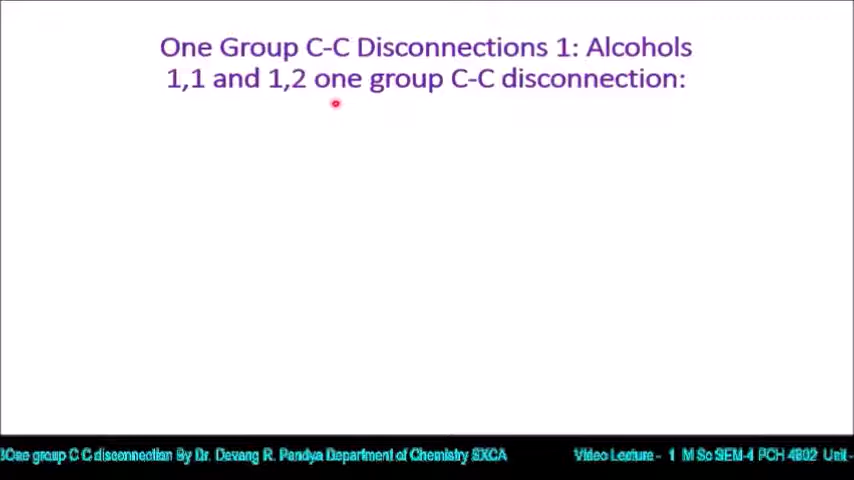 One Group C-C Disconnections 1: Alcohols
1,1 and 1,2 one group C-C disconnection:
One group C C disconnection By Dr. Devang R. Pandya Department of Chemistry SXCA Video Lecture - 1 M Sc SEM-4 PCH 4802 Unit -